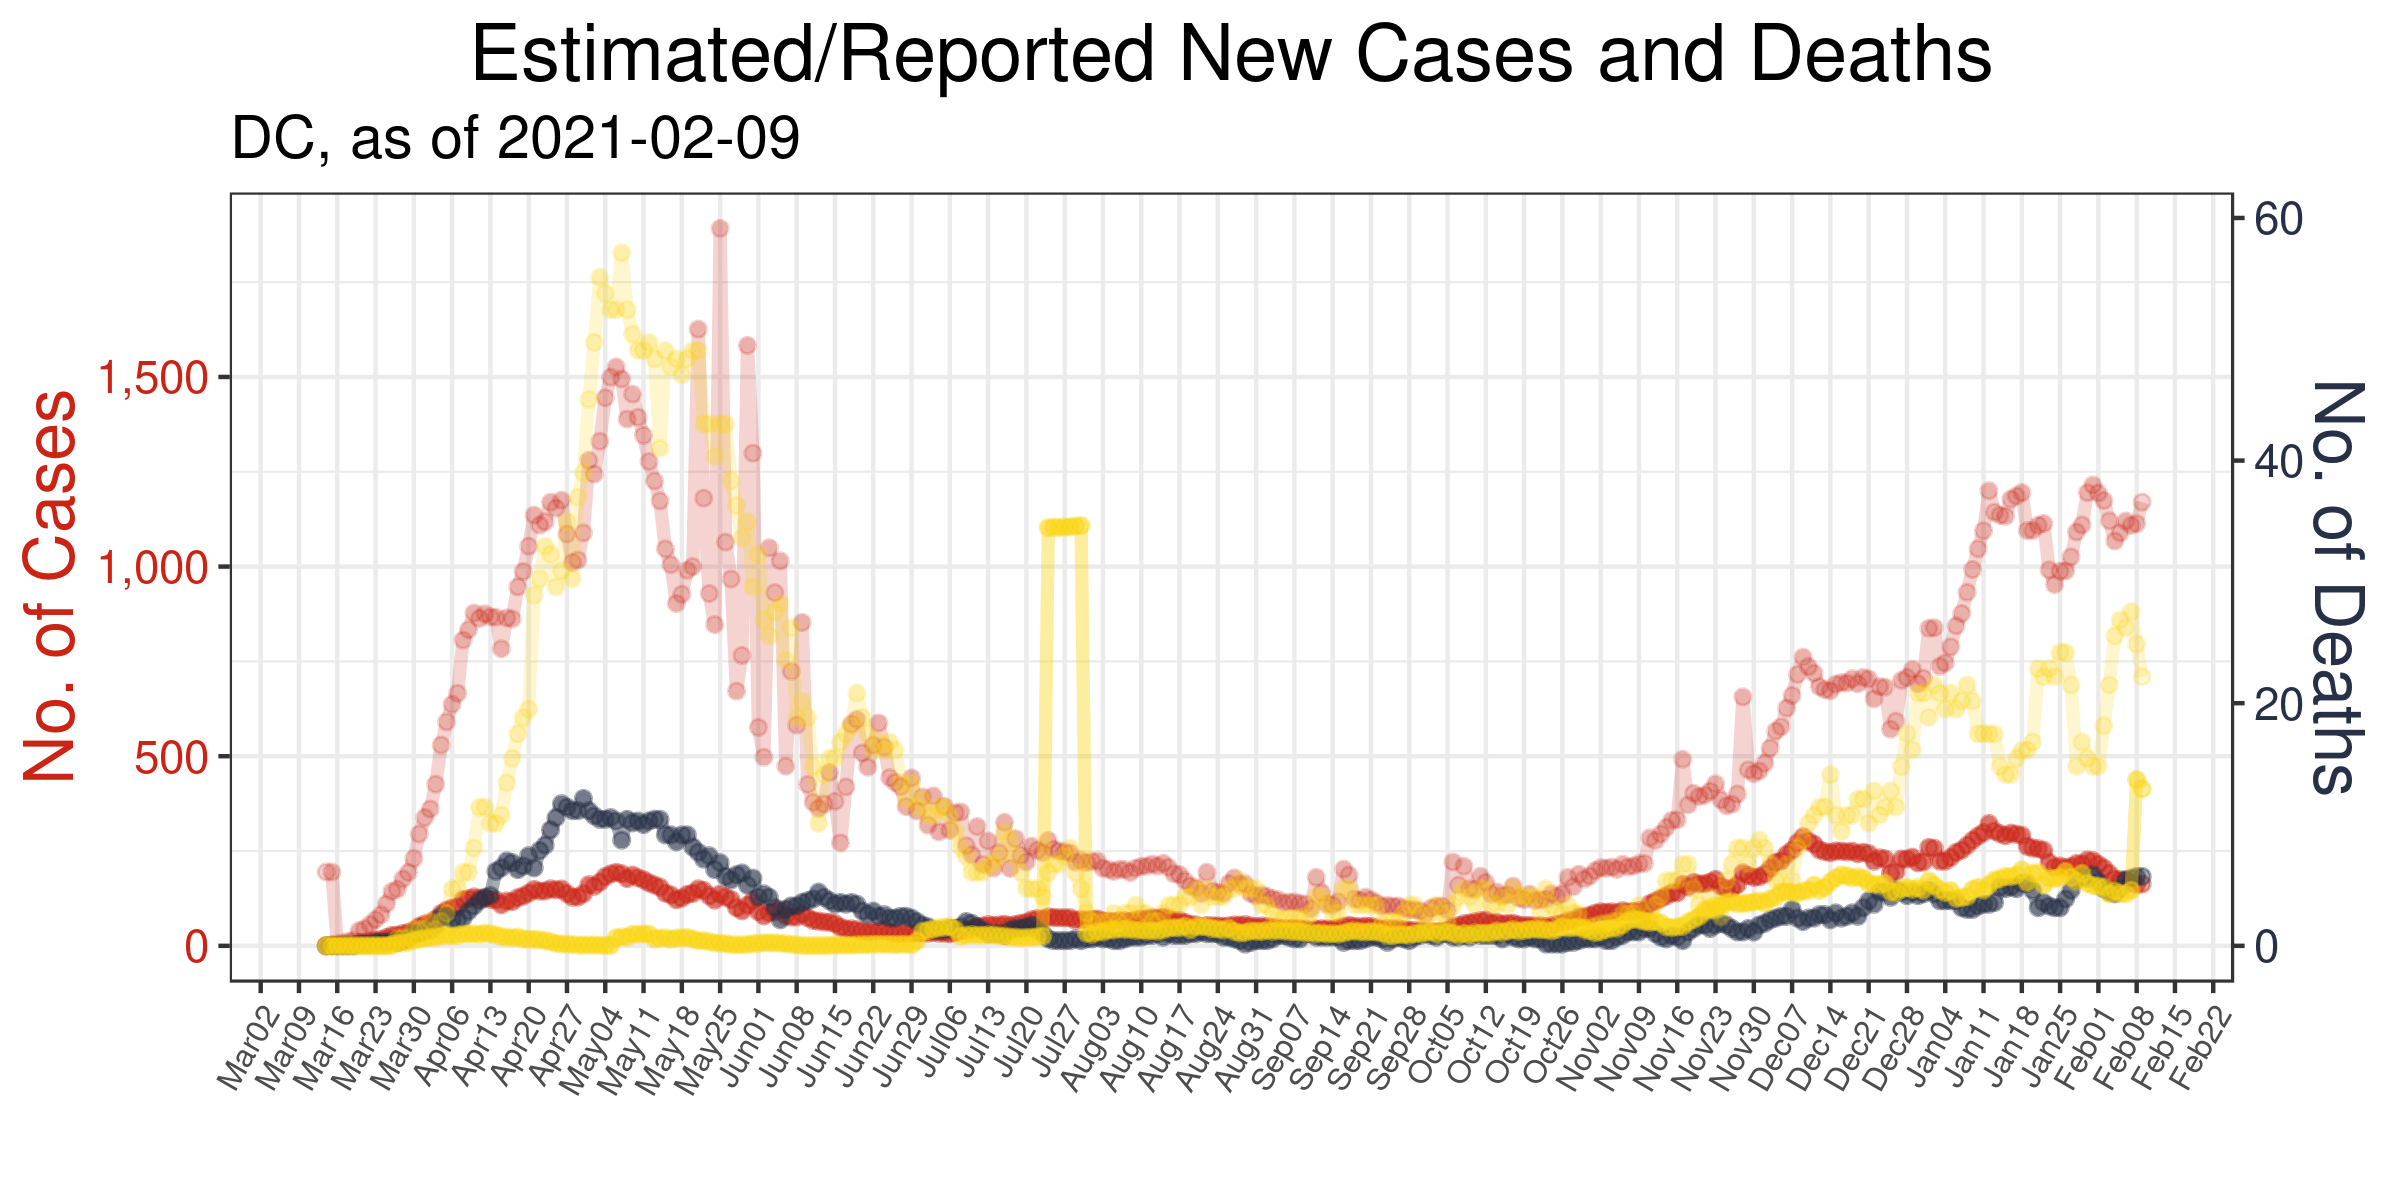 Estimated/Reported New Cases and Deaths
DC, as of 2021-02-09
No. of Cases
1,500
1,000
500
0
No. of Deaths
60
40
20
0
Mar02
Mar09
Mar16
Mar23
Mar30
Apr06
Apr13
Apr20
Apr27
May04
May11
May18
May25
Jun01
Jun08
Jun15
Jun22
Jun29
Jul06
Jul13
Jul20
Jul27
Aug03
Aug10
Aug17
Aug24
Aug31
Sep07
Sep14
Sep21
Sep28
Oct05
Oct12
Oct19
Oct26
Nov02
Nov09
Nov16
Nov23
Nov30
Dec07
Dec14
Dec21
Dec28
Dec04
Jan11
Jan18
Jan25
Feb01
Feb08
Feb15
Feb22